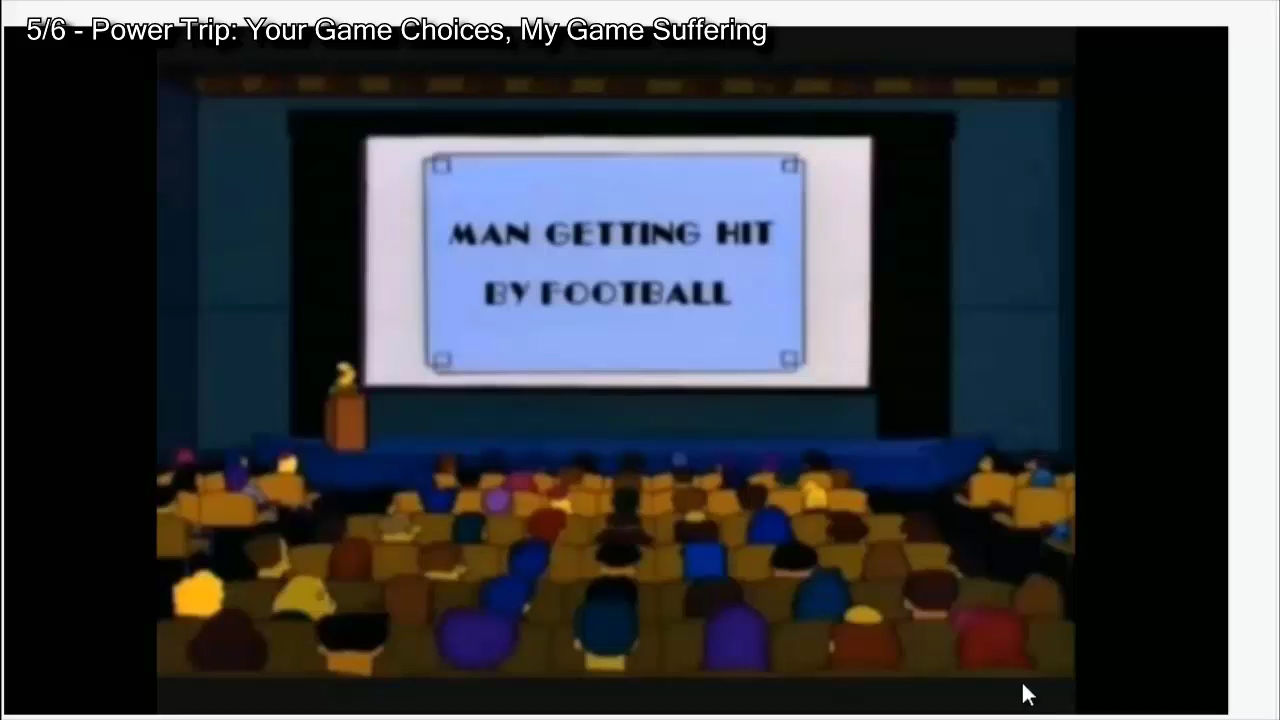 5/6 - Power Trip: Your Game Choices, My Game Suffering
MAN GETTING HIT
BY FOOTBALL